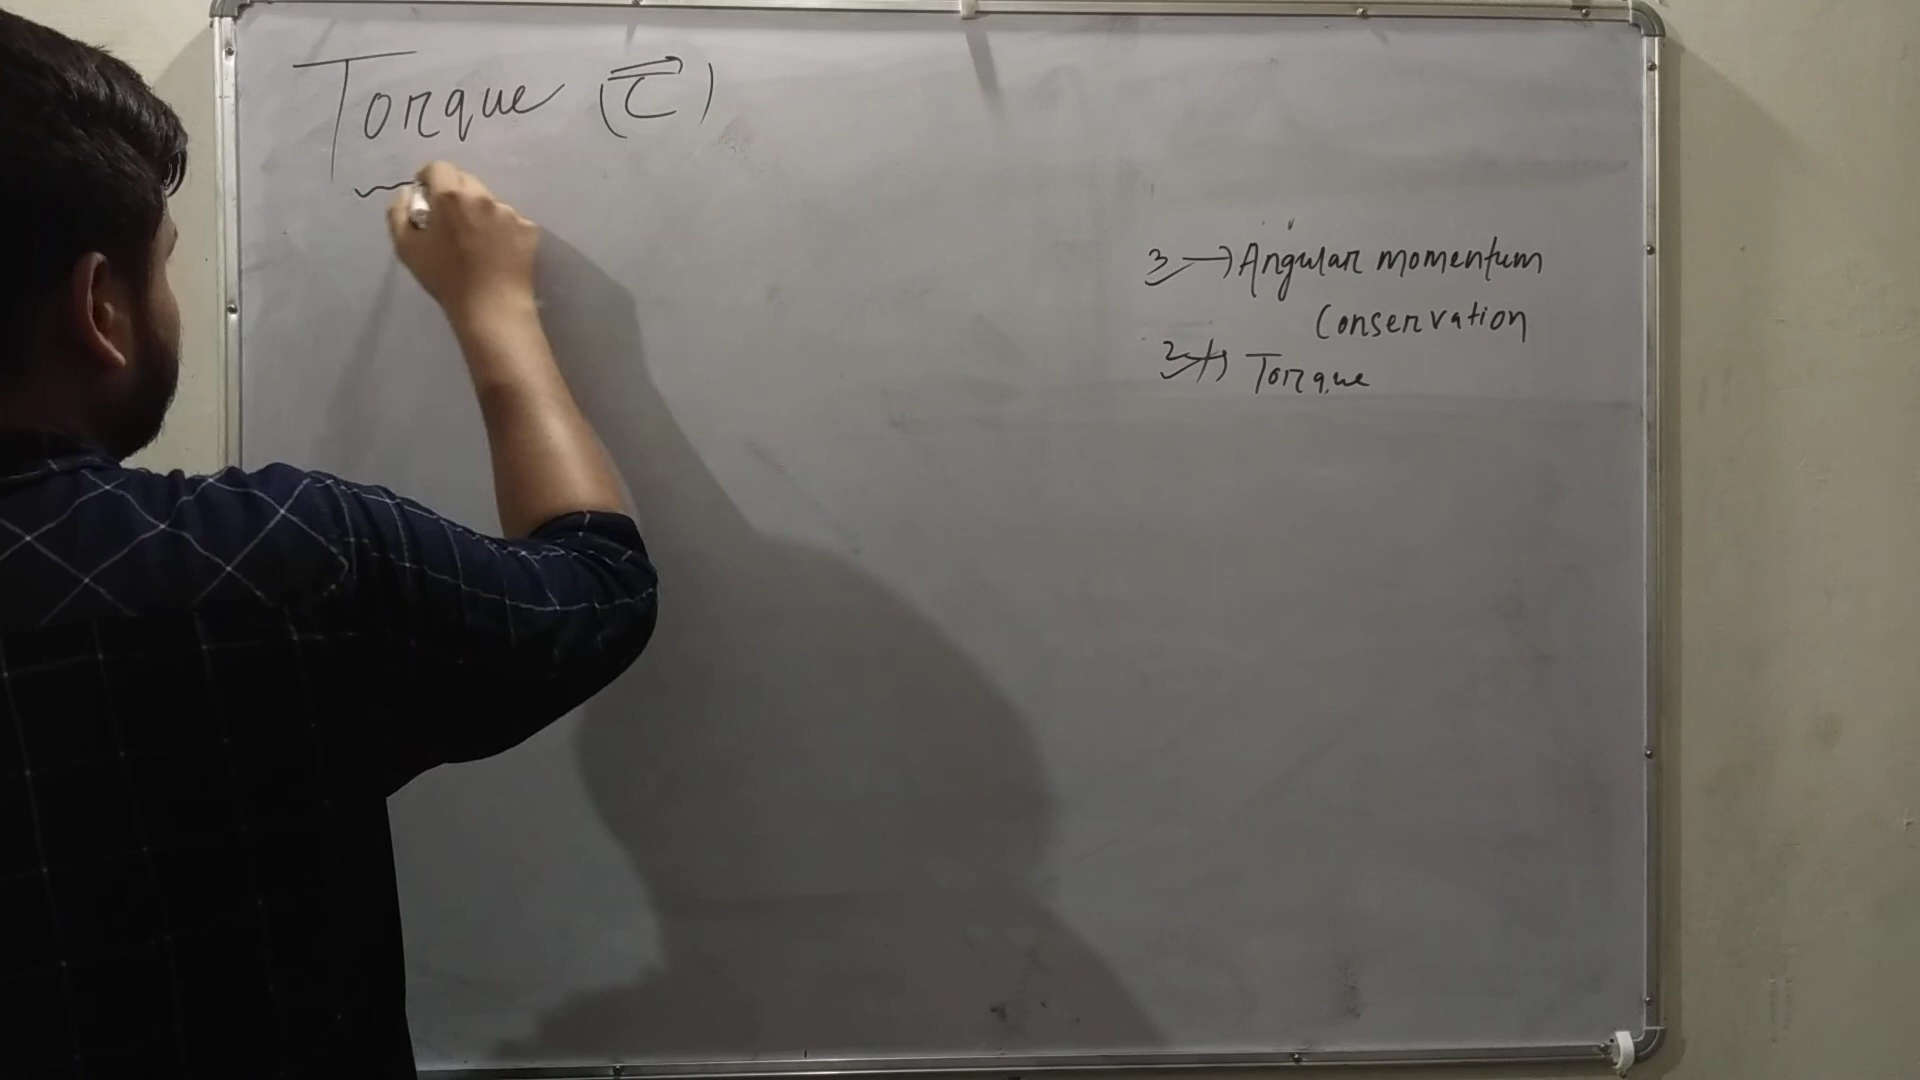 Torque (τ⃗)
3 → Angular momentum
Conservation
2 → Torque